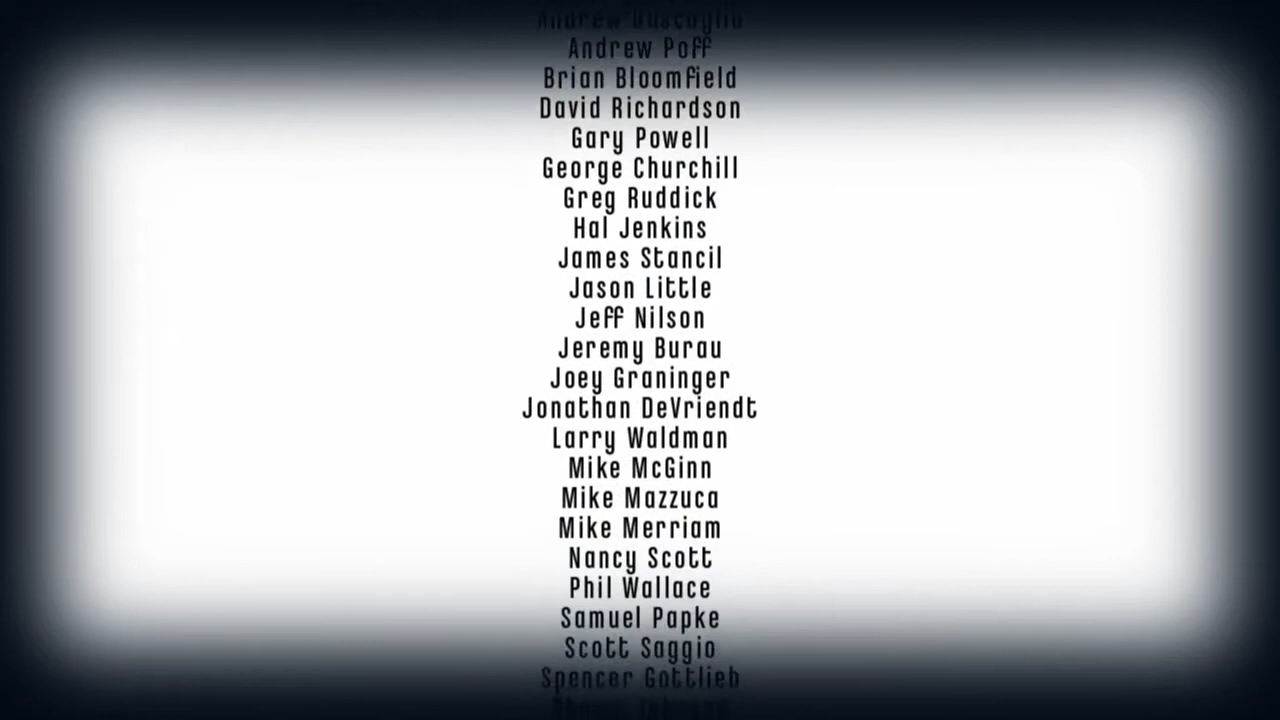 Andrew
Andrew Poff
Brian Bloomfield
David Richardson
Gary Powell
George Churchill
Greg Ruddick
Hal Jenkins
James Stancil
Jason Little
Jeff Nilson
Jeremy Burau
Joey Graninger
Jonathan DeVriendt
Larry Waldman
Mike McGinn
Mike Mazzuca
Mike Merriam
Nancy Scott
Phil Wallace
Samuel Papke
Scott Saggio
Spencer Gottlieb